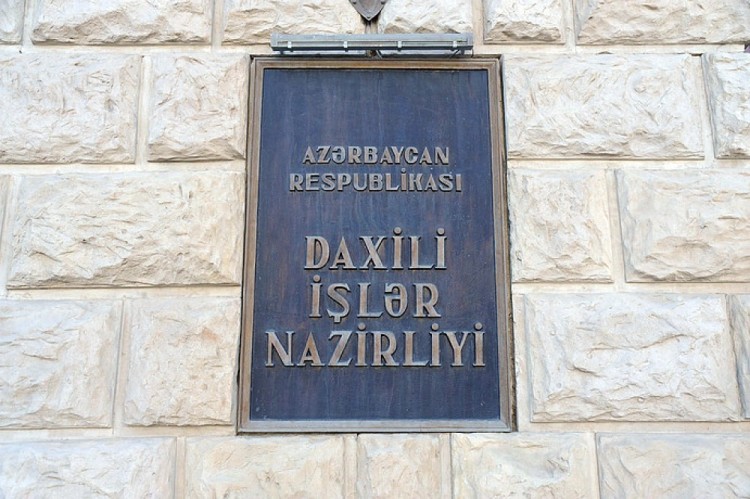 AZƏRBAYCAN
RESPUBLİKASI
DAXİLİ
İŞLƏR
NAZİRLİYİ